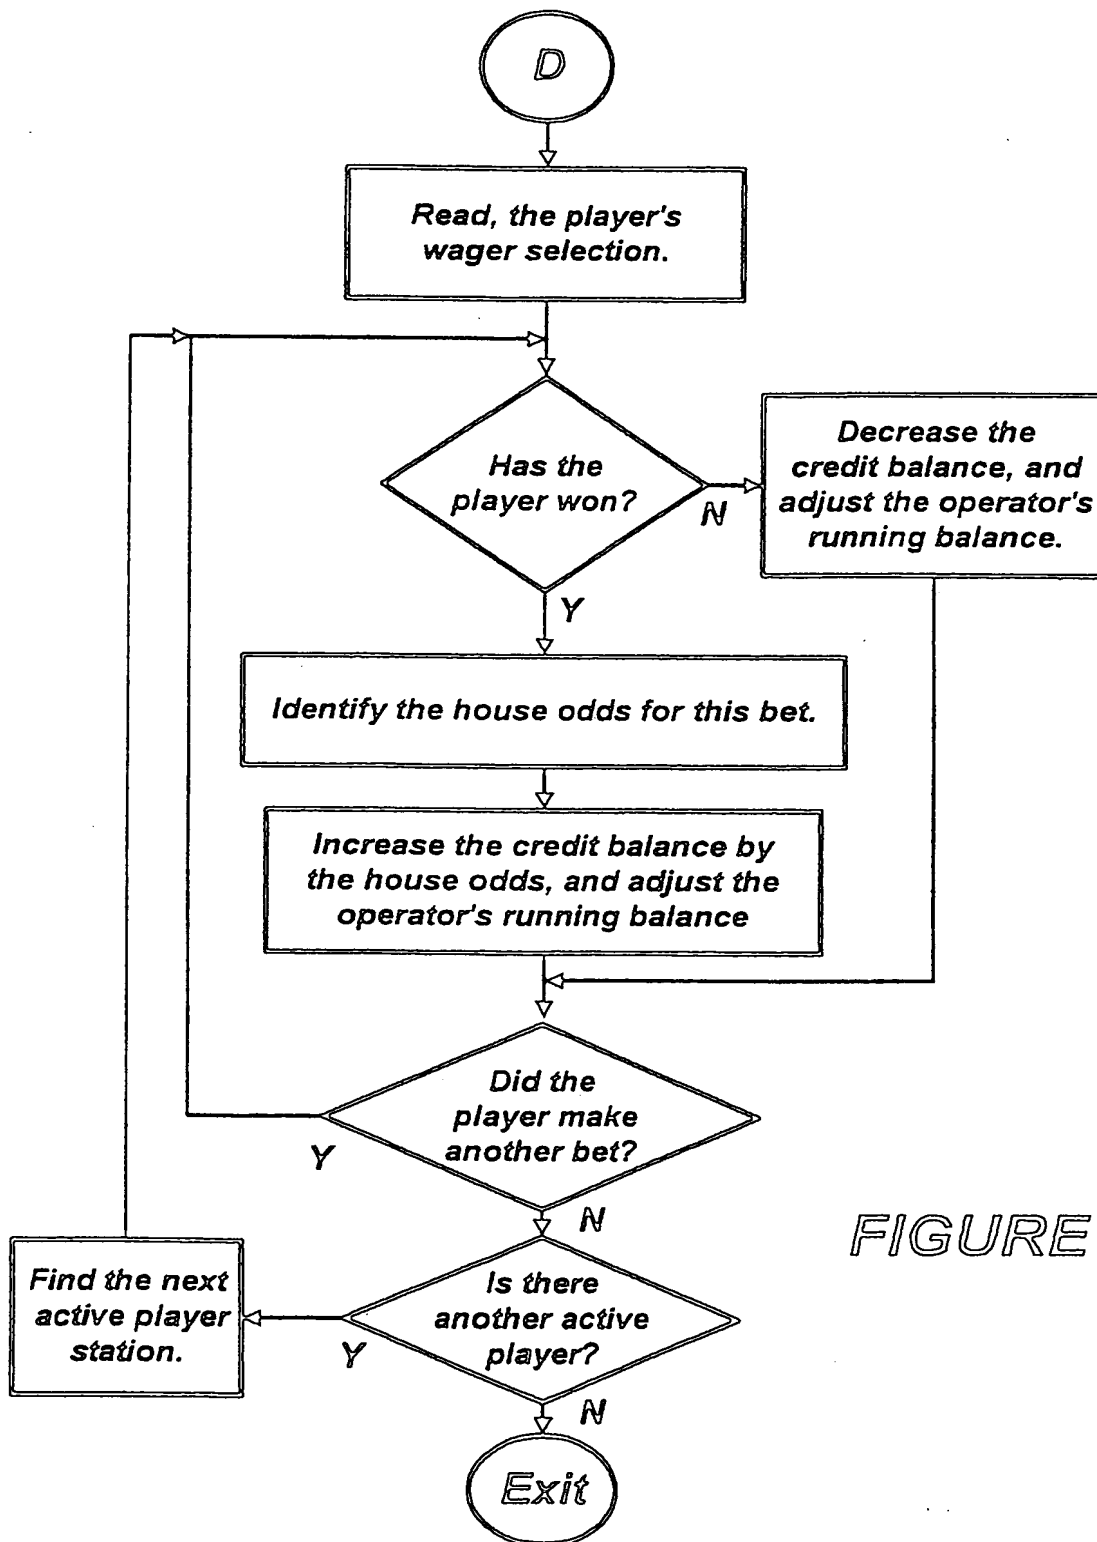 D
Read, the player's
wager selection.
Has the
player won?
N
Decrease the
credit balance, and
adjust the operator's
running balance.
Y
Identify the house odds for this bet.
Increase the credit balance by
the house odds, and adjust the
operator's running balance
Did the
player make
another bet?
Y
N
FIGURE
Find the next
active player
station.
Is there
another active
player?
Y
N
Exit